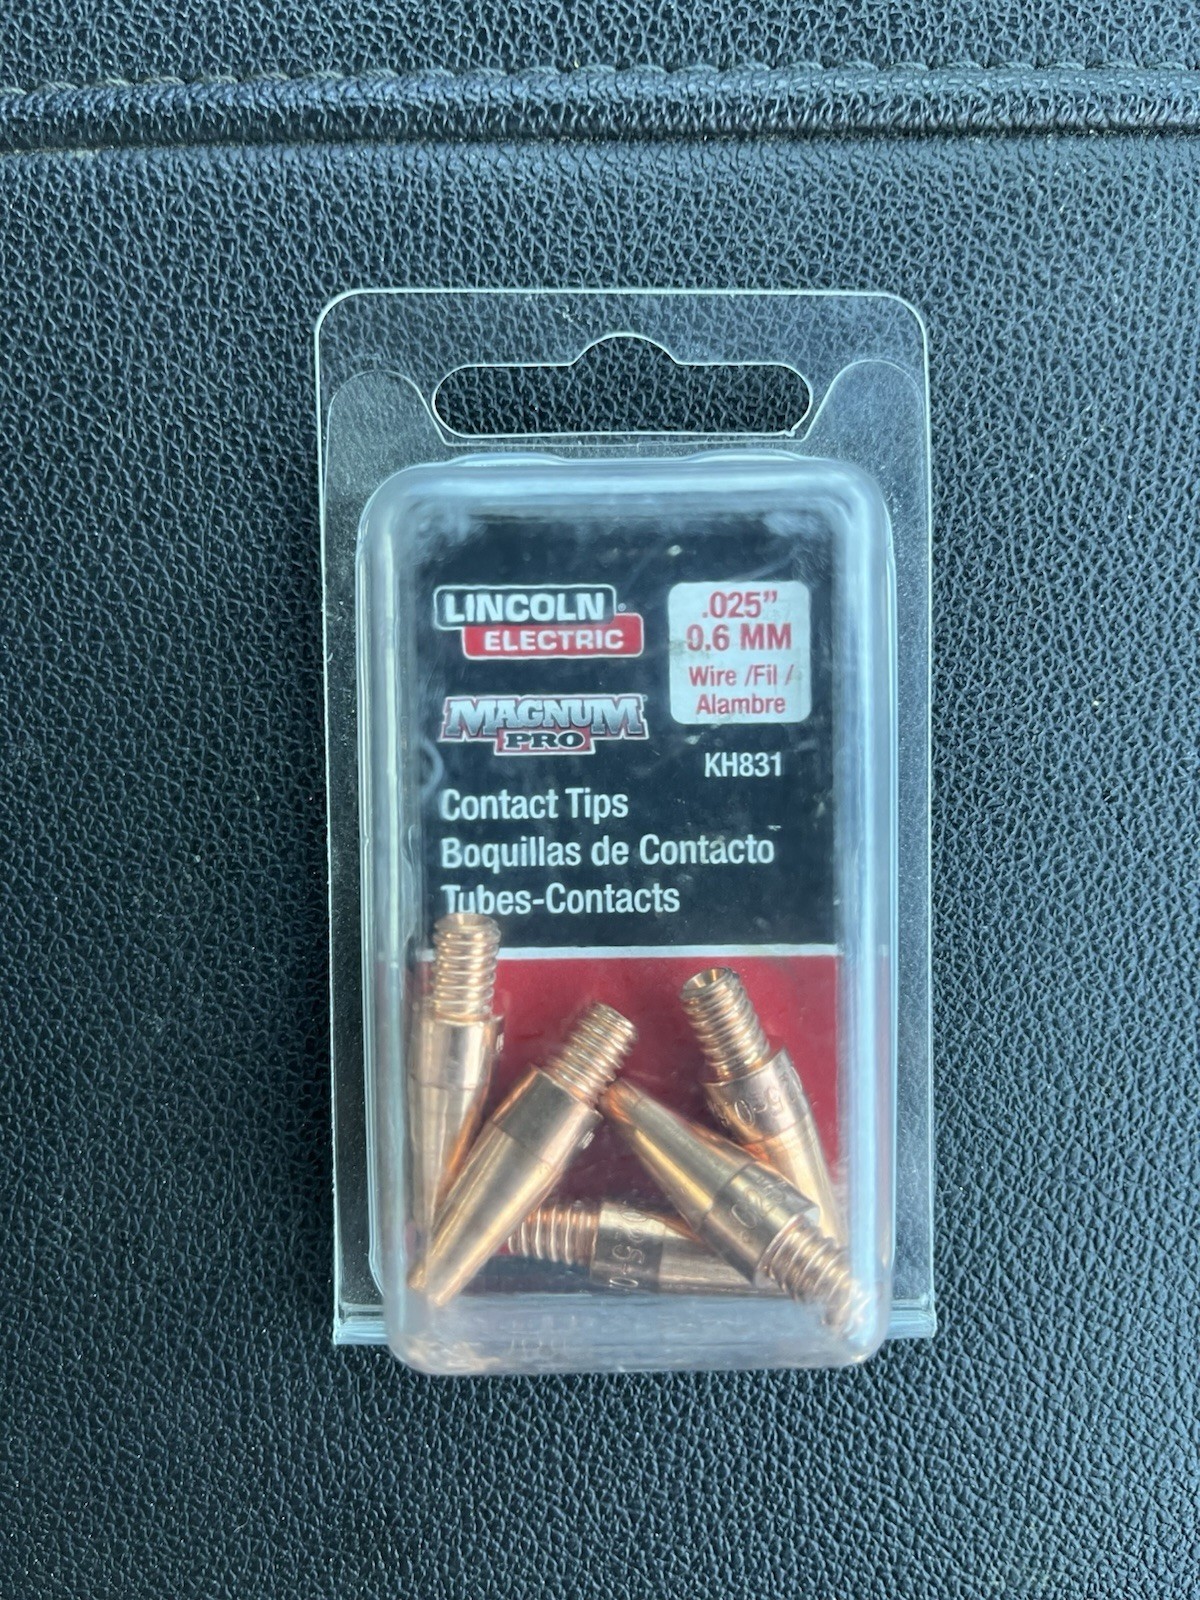 LINCOLN
ELECTRIC
.025”
0.6 MM
Wire /Fil /
Alambre
MAGNUM
PRO
KH831
Contact Tips
Boquillas de Contacto
Tubes-Contacts